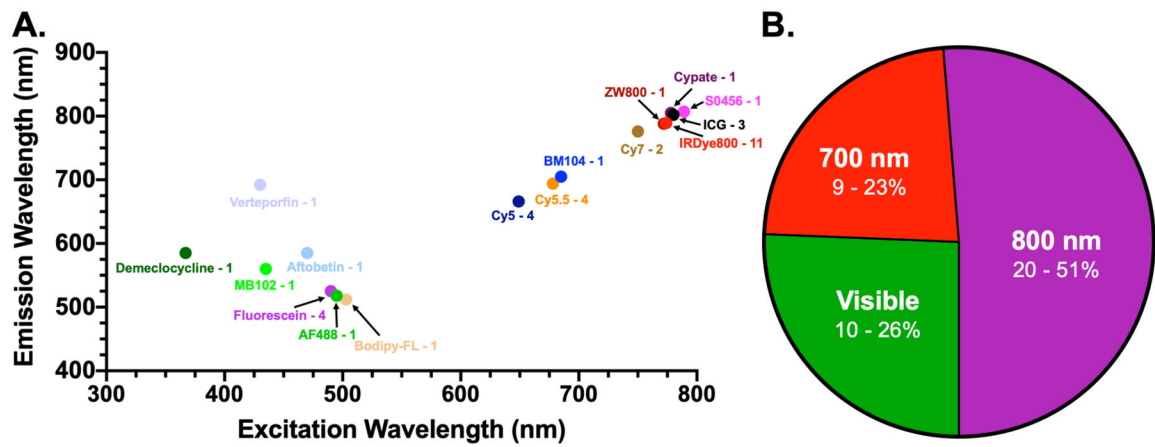 A.
Emission Wavelength (nm)
900
800
700
600
500
400
300
400
500
600
700
800
Excitation Wavelength (nm)
Cypate - 1
ZW800 - 1
S0456 - 1
ICG - 3
IRDye800 - 11
Cy7 - 2
BM104 - 1
Cy5.5 - 4
Cy5 - 4
Verteporfin - 1
Demeclocycline - 1
Aftobetin - 1
MB102 - 1
Fluorescein - 4
AF488 - 1
Bodipy-FL - 1
B.
700 nm
9 - 23%
800 nm
20 - 51%
Visible
10 - 26%